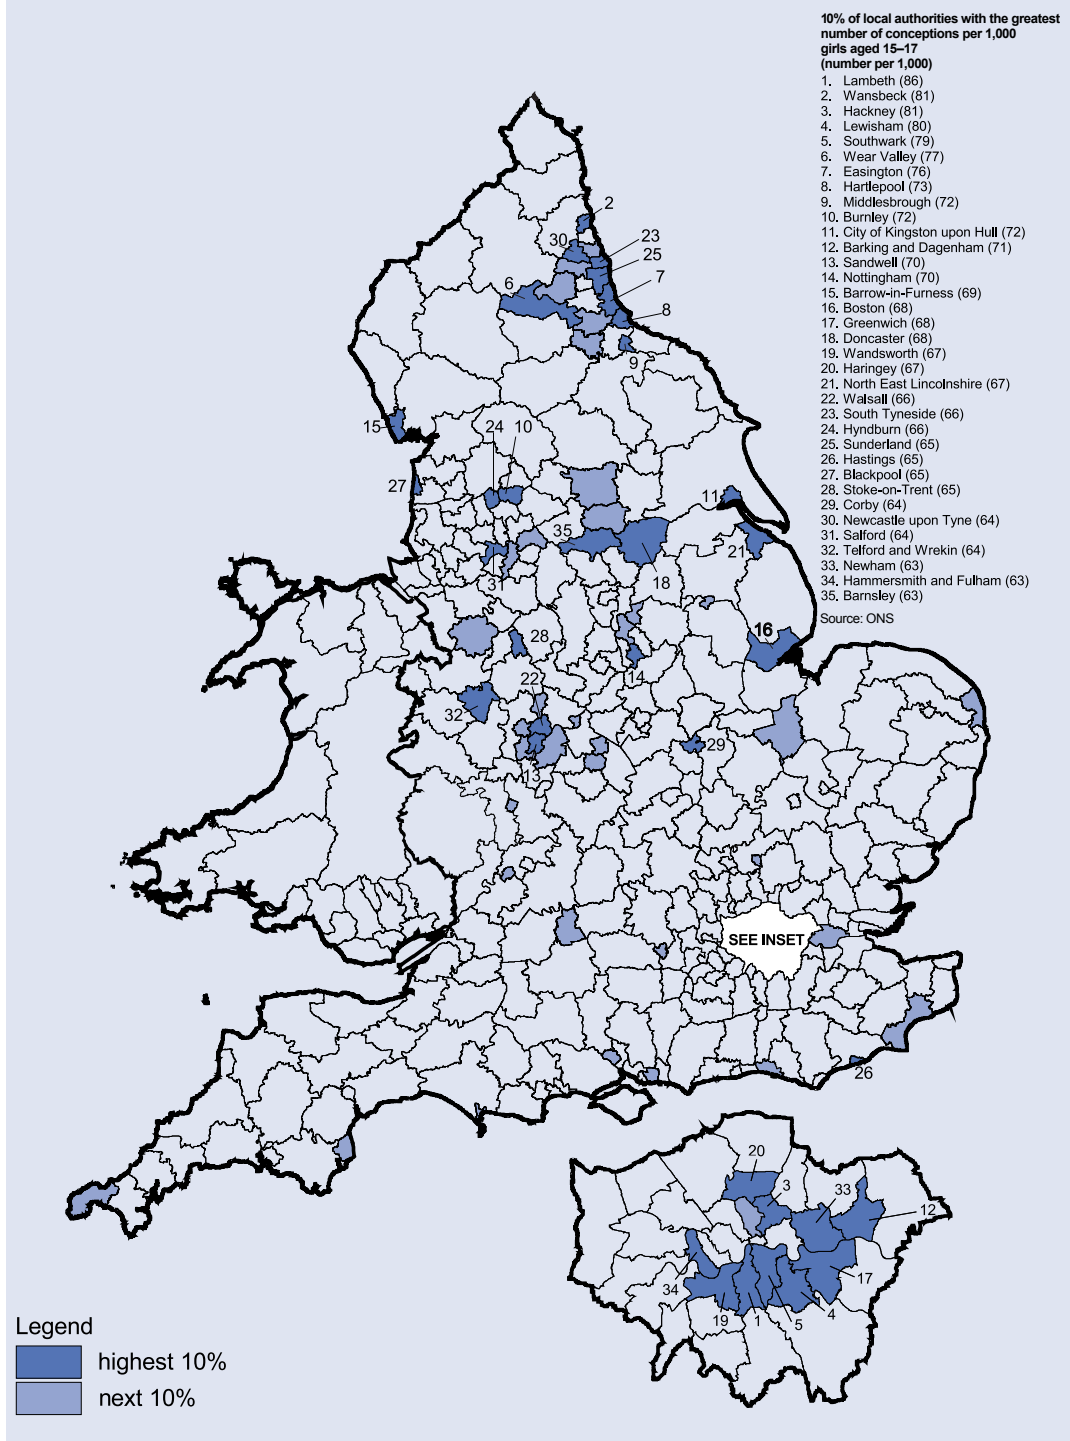 10% of local authorities with the greatest
number of conceptions per 1,000
girls aged 15–17
(number per 1,000)
1. Lambeth (86)
2. Wansbeck (81)
3. Hackney (81)
4. Lewisham (80)
5. Southwark (79)
6. Wear Valley (77)
7. Easington (76)
8. Hartlepool (73)
9. Middlesbrough (72)
10. Burnley (72)
11. City of Kingston upon Hull (72)
12. Barking and Dagenham (71)
13. Sandwell (70)
14. Nottingham (70)
15. Barrow-in-Furness (69)
16. Boston (68)
17. Greenwich (68)
18. Doncaster (68)
19. Wandsworth (67)
20. Haringey (67)
21. North East Lincolnshire (67)
22. Walsall (66)
23. South Tyneside (66)
24. Hyndburn (66)
25. Sunderland (65)
26. Hastings (65)
27. Blackpool (65)
28. Stoke-on-Trent (65)
29. Corby (64)
30. Newcastle upon Tyne (64)
31. Salford (64)
32. Telford and Wrekin (64)
33. Newham (63)
34. Hammersmith and Fulham (63)
35. Barnsley (63)
Source: ONS
2
30
23
25
6
7
8
9
15
24
10
27
11
35
21
31
18
16
28
14
22
32
29
13
SEE INSET
26
20
3
33
12
34
17
19
1
5
4
Legend
highest 10%
next 10%